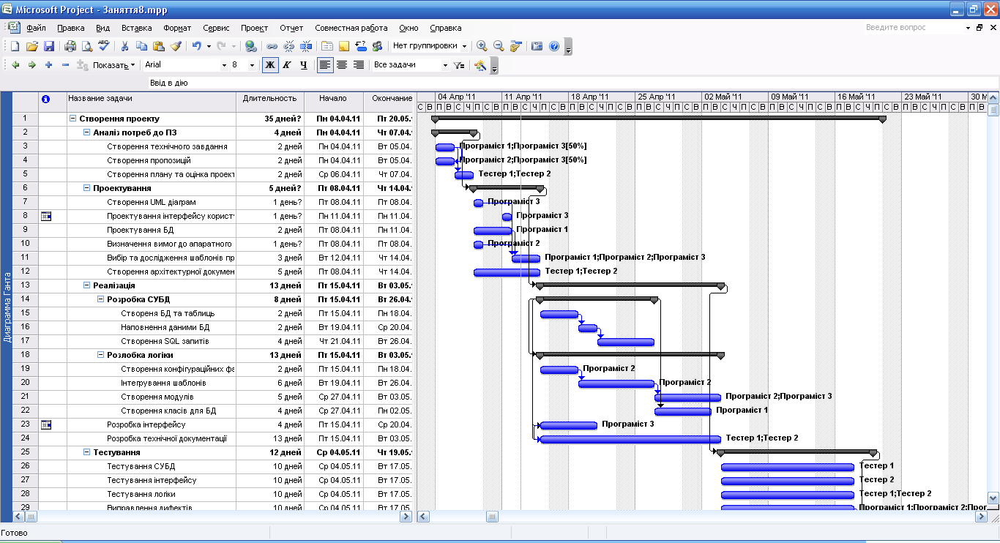 Microsoft Project - Заняття8.mpp
Файл Правка Вид Вставка Формат Сервис Проект Отчет Совместная работа Окно Справка Введите вопрос
Нет группировки
Показать Arial 8 Ж К Ч Все задачи
Ввід в дію
Название задачи Длительность Начало Окончание 04 Апр '11 11 Апр '11 18 Апр '11 25 Апр '11 02 Май '11 09 Май '11 16 Май '11 23 Май '11 30 М
С В П В С Ч П С В П В С Ч П С В П В С Ч П С В П В С Ч П С В П В С Ч П С В П В С Ч П С В П В С Ч П С В П В С Ч П С В П В
1 Створення проекту 35 дней? Пн 04.04.11 Пт 20.05.
2 Аналіз потреб до ПЗ 4 дней Пн 04.04.11 Чт 07.04.
3 Створення технічного завдання 2 дней Пн 04.04.11 Вт 05.04. Програміст 1;Програміст 3[50%]
4 Створення пропозицій 2 дней Пн 04.04.11 Вт 05.04. Програміст 2;Програміст 3[50%]
5 Створення плану та оцінка проект 2 дней Ср 06.04.11 Чт 07.04. Тестер 1;Тестер 2
6 Проектування 5 дней? Пт 08.04.11 Чт 14.04.
7 Створення UML діаграм 1 день? Пт 08.04.11 Пт 08.04. Програміст 3
8 Проектування інтерфейсу корист 1 день? Пн 11.04.11 Пн 11.04. Програміст 3
9 Проектування БД 2 дней Пт 08.04.11 Пн 11.04. Програміст 1
10 Визначення вимог до апаратного 1 день? Пт 08.04.11 Пт 08.04. Програміст 2
11 Вибір та дослідження шаблонів пр 3 дней Вт 12.04.11 Чт 14.04. Програміст 1;Програміст 2;Програміст 3
12 Створення архітектурної докумен 5 дней Пт 08.04.11 Чт 14.04. Тестер 1;Тестер 2
13 Реалізація 13 дней Пт 15.04.11 Вт 03.05.
14 Розробка СУБД 8 дней Пт 15.04.11 Вт 26.04.
15 Створеня БД та таблиць 2 дней Пт 15.04.11 Пн 18.04.
16 Наповнення даними БД 2 дней Вт 19.04.11 Ср 20.04.
17 Створення SQL запитів 4 дней Чт 21.04.11 Вт 26.04.
18 Розлобка логіки 13 дней Пт 15.04.11 Вт 03.05.
19 Створення конфігураційних фа 2 дней Пт 15.04.11 Пн 18.04. Програміст 2
20 Інтегрування шаблонів 6 дней Вт 19.04.11 Вт 26.04. Програміст 2
21 Створення модулів 5 дней Ср 27.04.11 Вт 03.05. Програміст 2;Програміст 3
22 Створення класів для БД 4 дней Ср 27.04.11 Пн 02.05. Програміст 1
23 Розробка інтерфейсу 4 дней Пт 15.04.11 Ср 20.04. Програміст 3
24 Розробка технічної документації 13 дней Пт 15.04.11 Вт 03.05. Тестер 1;Тестер 2
25 Тестування 12 дней Ср 04.05.11 Чт 19.05.
26 Тестування СУБД 10 дней Ср 04.05.11 Вт 17.05. Тестер 1
27 Тестування інтерфейсу 10 дней Ср 04.05.11 Вт 17.05. Тестер 2
28 Тестування логіки 10 дней Ср 04.05.11 Вт 17.05. Тестер 1;Тестер 2
29 Виправлення дифектів 10 дней Ср 04.05.11 Вт 17.05. Програміст 1;Програміст 2;Прог
Диаграмма Ганта
Готово